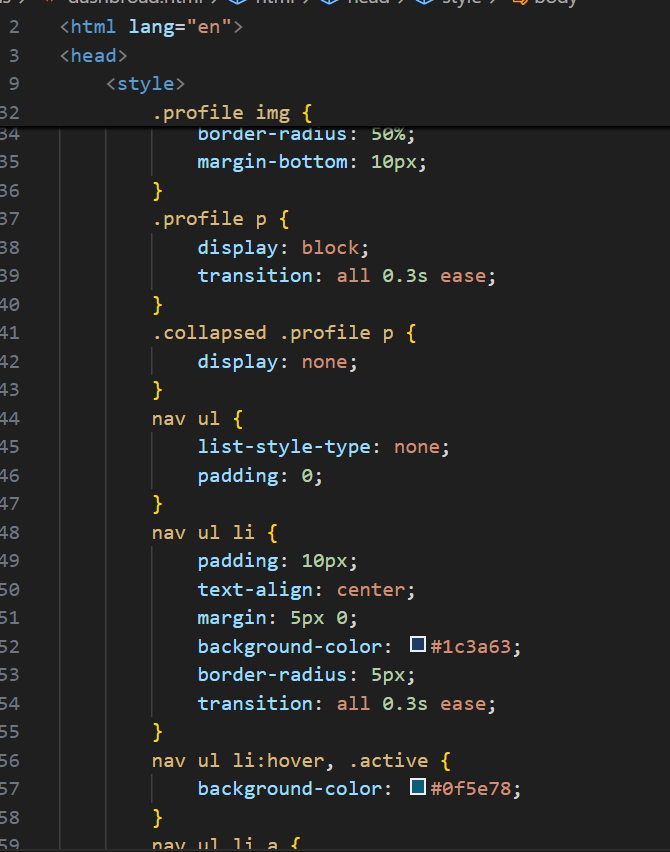 dashbroad.html > html > head > style > body
2 <html lang="en">
3 <head>
9 <style>
32 .profile img {
34 border-radius: 50%;
35 margin-bottom: 10px;
36 }
37 .profile p {
38 display: block;
39 transition: all 0.3s ease;
40 }
41 .collapsed .profile p {
42 display: none;
43 }
44 nav ul {
45 list-style-type: none;
46 padding: 0;
47 }
48 nav ul li {
49 padding: 10px;
50 text-align: center;
51 margin: 5px 0;
52 background-color: #1c3a63;
53 border-radius: 5px;
54 transition: all 0.3s ease;
55 }
56 nav ul li:hover, .active {
57 background-color: #0f5e78;
58 }
59 nav ul li a {